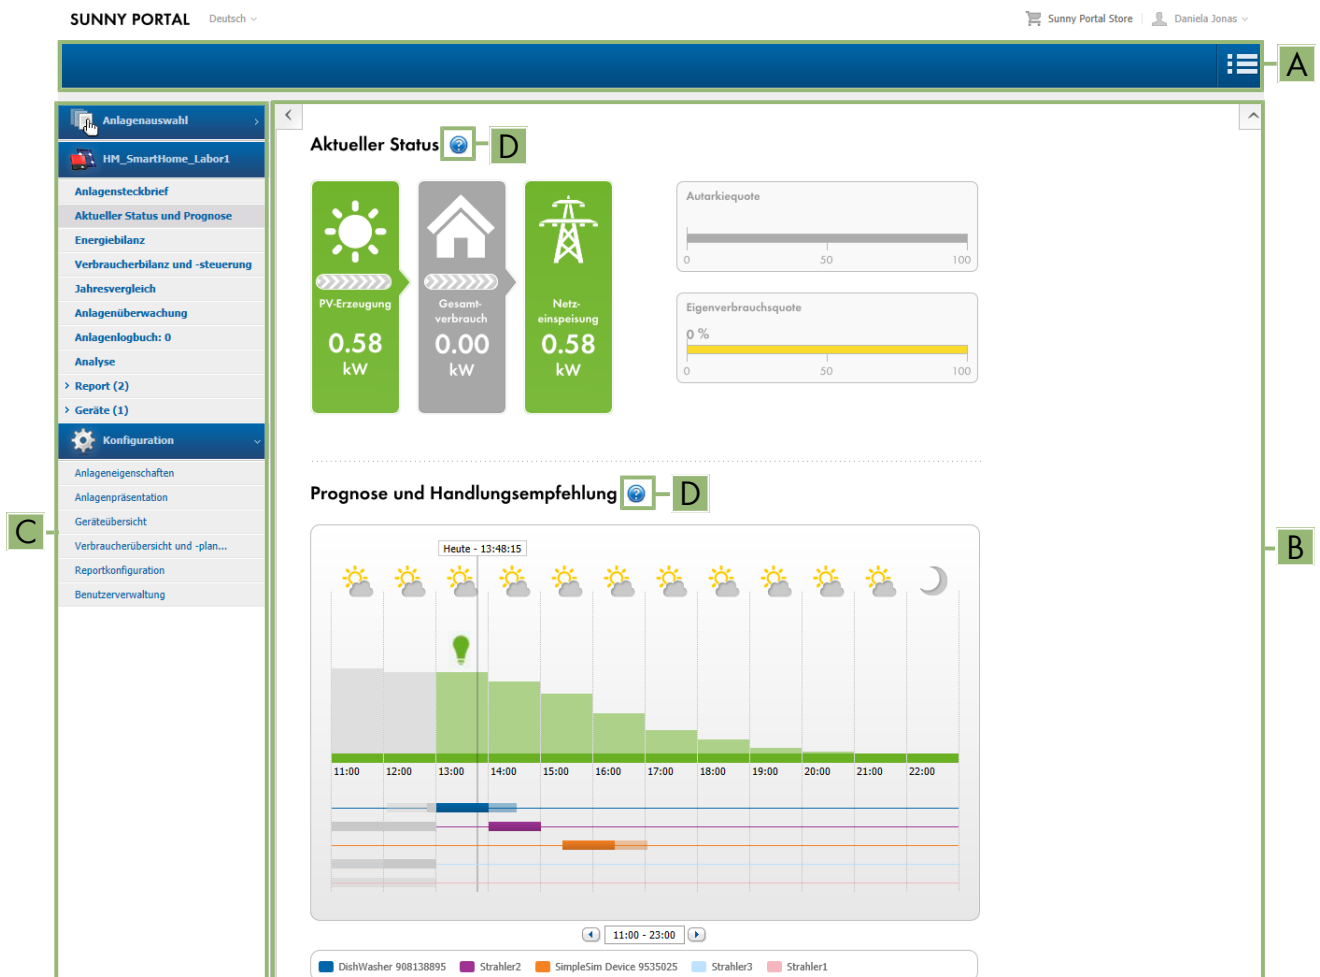 SUNNY PORTAL Deutsch
Sunny Portal Store Daniela Jonas
A
Anlagenauswahl
HM_SmartHome_Labor1
Anlagensteckbrief
Aktueller Status und Prognose
Energiebilanz
Verbraucherbilanz und -steuerung
Jahresvergleich
Anlagenüberwachung
Anlagenlogbuch: 0
Analyse
Report (2)
Geräte (1)
Konfiguration
Anlageneigenschaften
Anlagenpräsentation
Geräteübersicht
Verbraucherübersicht und -plan...
Reportkonfiguration
Benutzerverwaltung
C
Aktueller Status ? D
PV-Erzeugung
0.58
kW
Gesamt-
verbrauch
0.00
kW
Netz-
einspeisung
0.58
kW
Autarkiequote
0 50 100
Eigenverbrauchsquote
0 %
0 50 100
Prognose und Handlungsempfehlung ? D
B
Heute - 13:48:15
11:00 12:00 13:00 14:00 15:00 16:00 17:00 18:00 19:00 20:00 21:00 22:00
11:00 - 23:00
DishWasher 908138895 Strahler2 SimpleSim Device 9535025 Strahler3 Strahler1